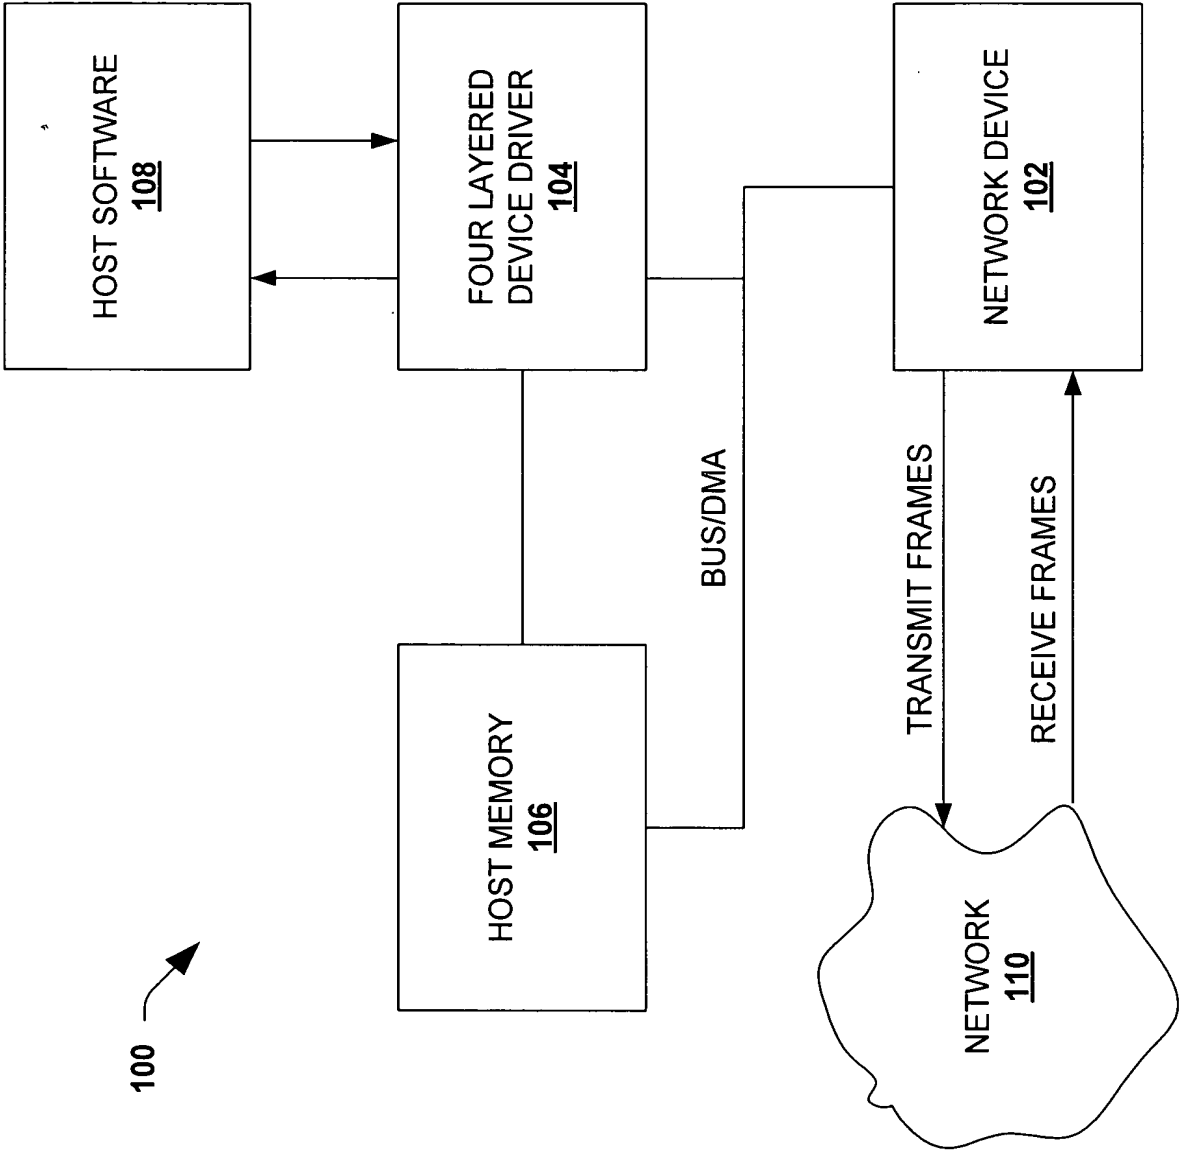 100
HOST SOFTWARE
108
HOST MEMORY
106
FOUR LAYERED
DEVICE DRIVER
104
BUS/DMA
NETWORK
110
TRANSMIT FRAMES
RECEIVE FRAMES
NETWORK DEVICE
102